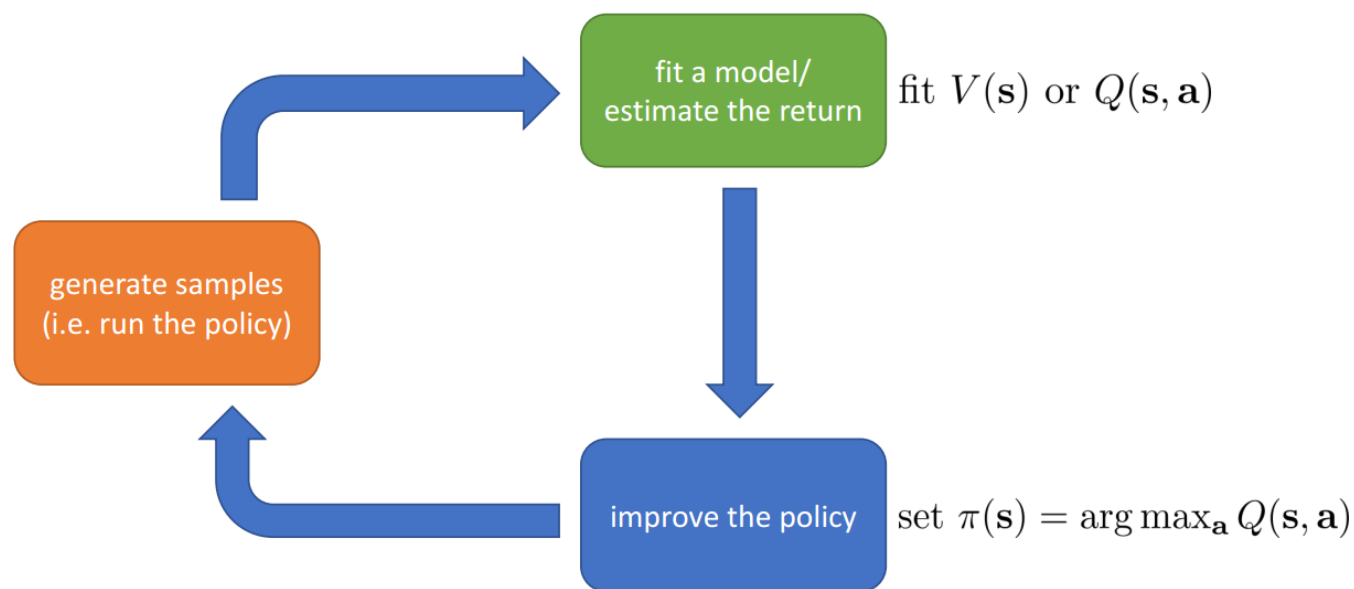 fit a model/
estimate the return
fit V(s) or Q(s, a)
generate samples
(i.e. run the policy)
improve the policy
set π(s) = arg maxₐ Q(s, a)